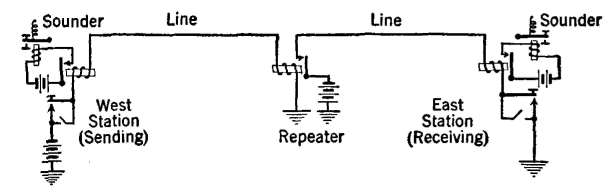 Sounder
Line
Line
Sounder
West
Station
(Sending)
Repeater
East
Station
(Receiving)